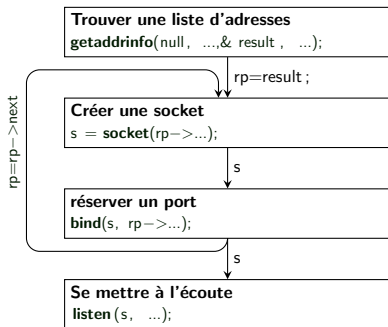 Trouver une liste d'adresses
getaddrinfo(null, ...,& result, ...);
rp=result;
rp=rp->next
Créer une socket
s = socket(rp->...);
s
réserver un port
bind(s, rp->...);
s
Se mettre à l'écoute
listen(s, ...);